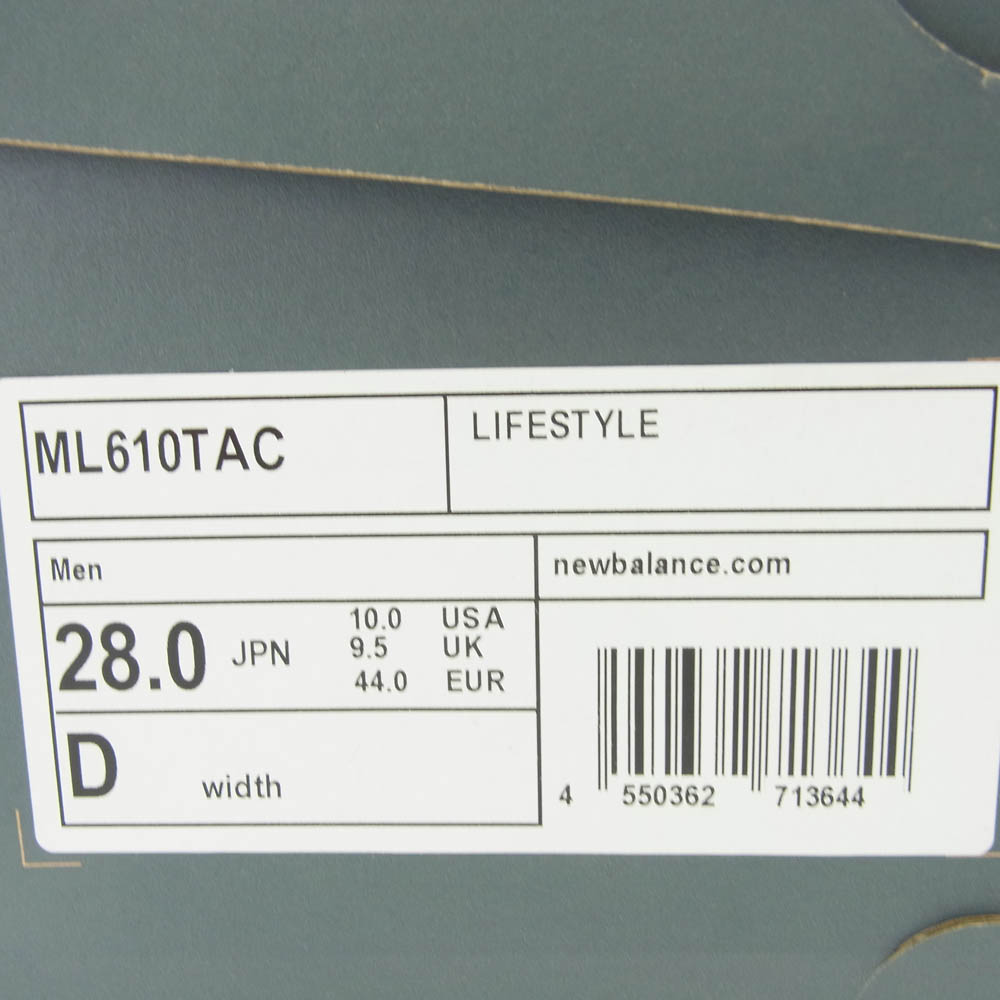 ML610TAC
LIFESTYLE
Men
newbalance.com
28.0 JPN
10.0 USA
9.5 UK
44.0 EUR
D width
4 550362 713644